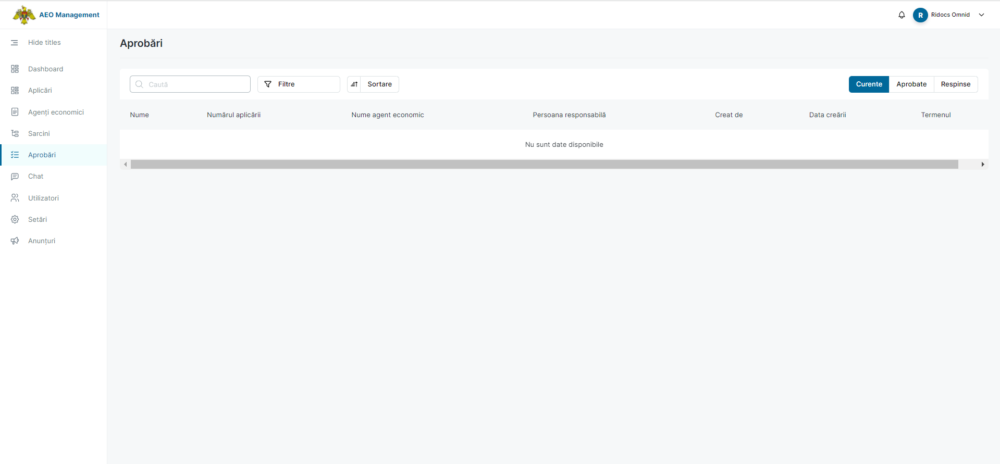 AEO Management
R
Ridocs Omnid
Hide titles
Dashboard
Aplicări
Agenți economici
Sarcini
Aprobări
Chat
Utilizatori
Setări
Anunțuri
Aprobări
Caută
Filtre
Sortare
Curente
Aprobate
Respinse
Nume
Numărul aplicării
Nume agent economic
Persoana responsabilă
Creat de
Data creării
Termenul
Nu sunt date disponibile